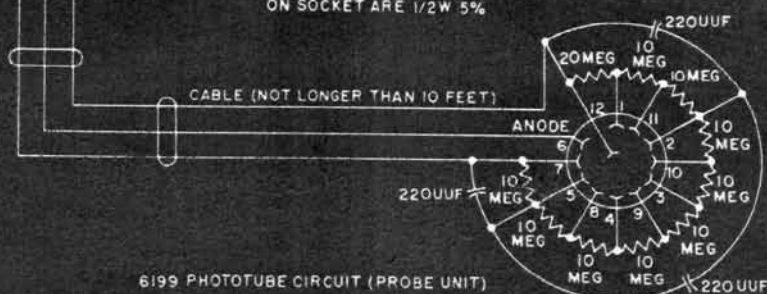 ON SOCKET ARE 1/2W 5%
220UUF
20MEG
10
MEG
10MEG
CABLE (NOT LONGER THAN 10 FEET)
12
1
11
ANODE
6
2
10
MEG
7
10
220UUF
10
MEG
5
3
10
MEG
8
4
9
10
MEG
10
MEG
10
MEG
10
MEG
10
MEG
6199 PHOTOTUBE CIRCUIT (PROBE UNIT)
220UUF